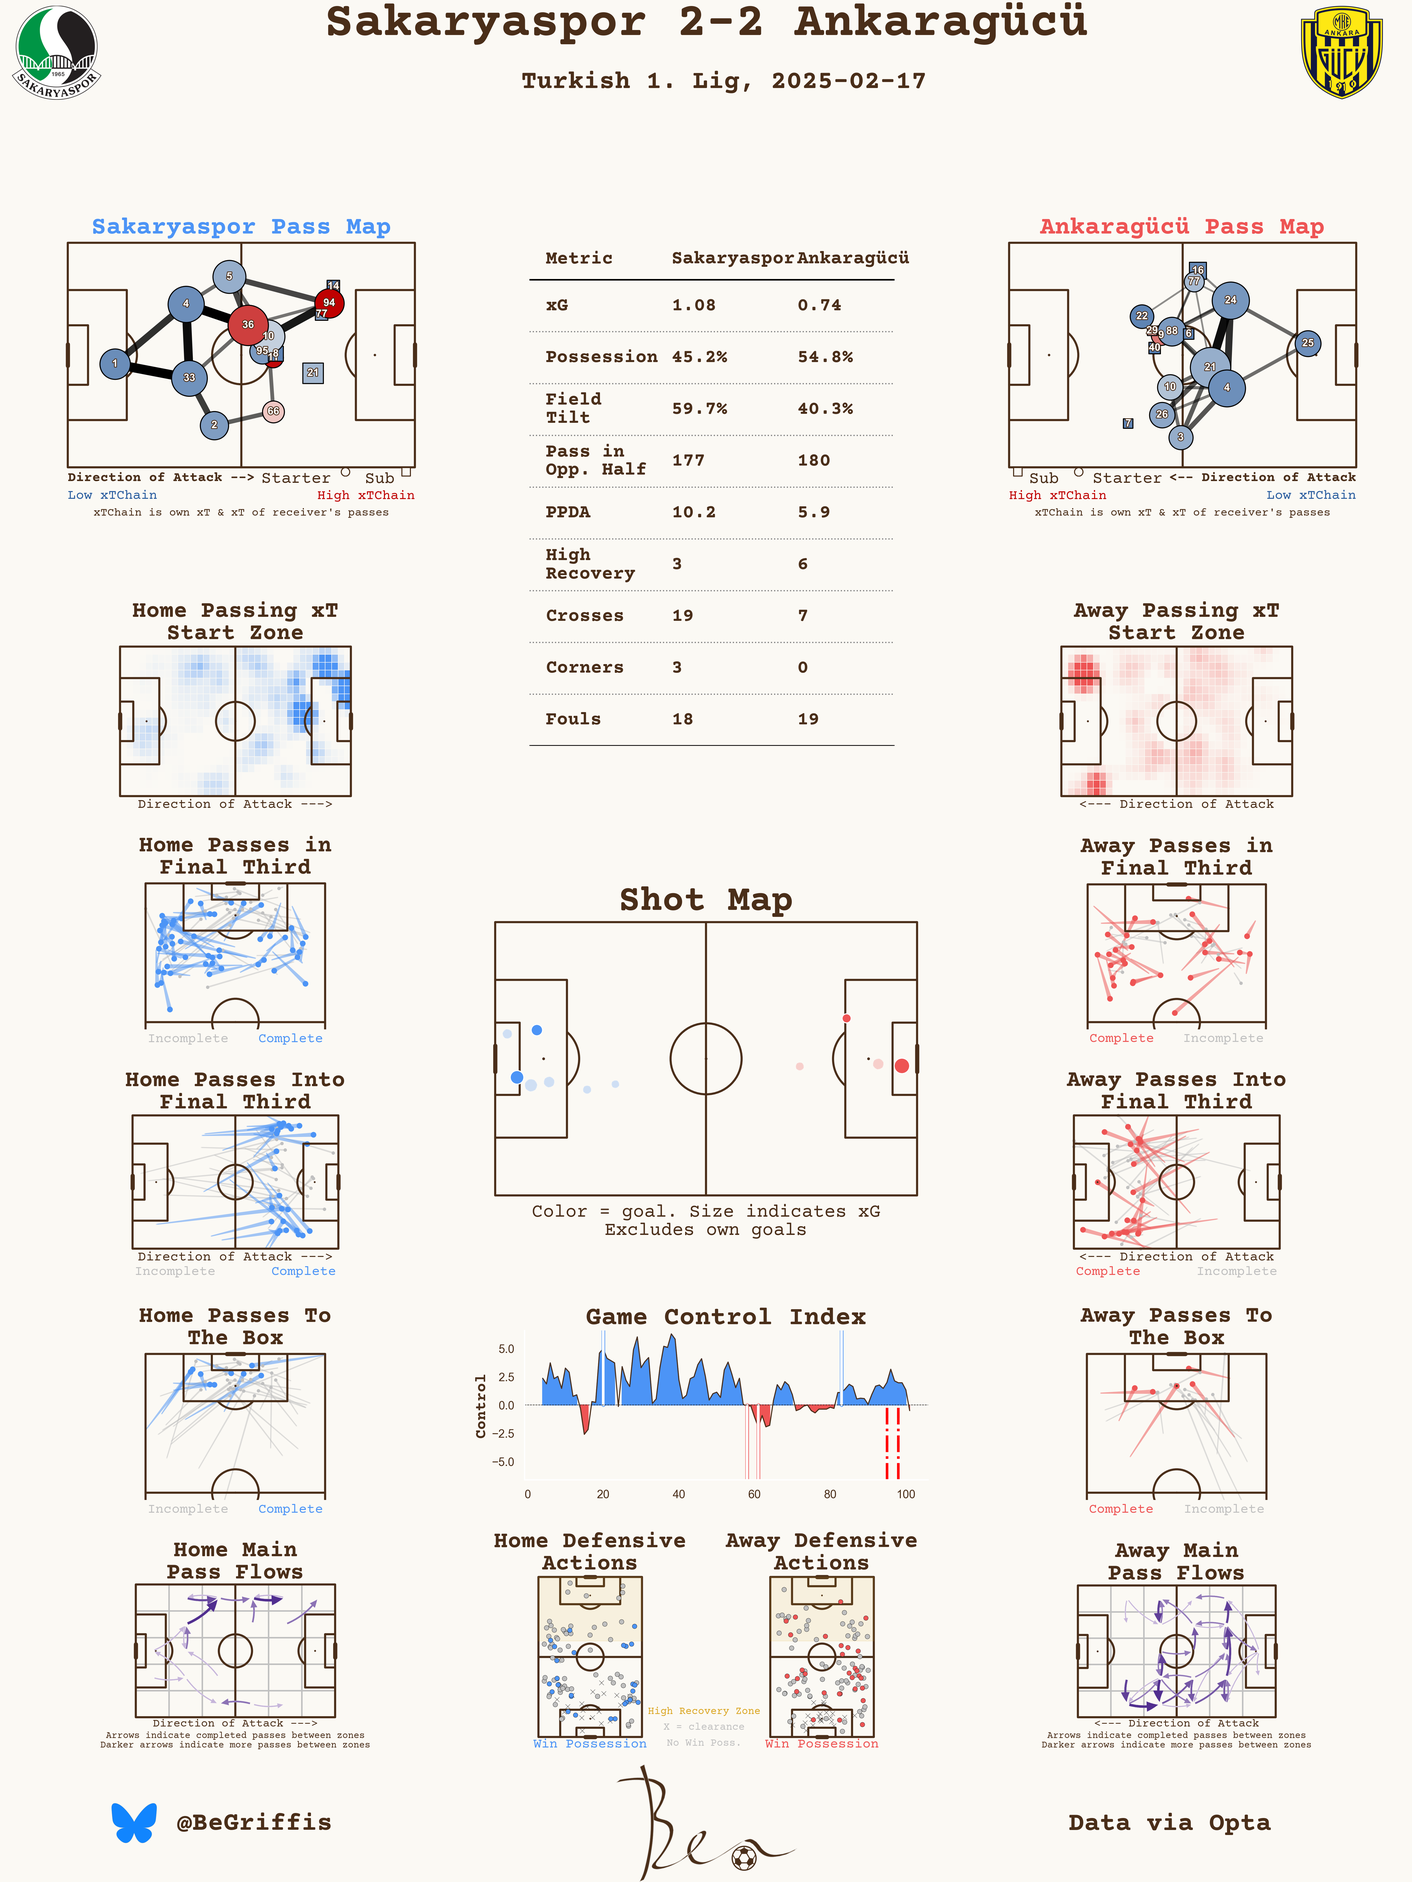 Sakaryaspor 2-2 Ankaragücü
Turkish 1. Lig, 2025-02-17
1965
SAKARYASPOR
MKE
ANKARA
GÜCÜ
1910
Sakaryaspor Pass Map
1
4
33
5
2
36
10
95
8
66
94
77
14
21
Direction of Attack --> Starter Sub
Low xTChain High xTChain
xTChain is own xT & xT of receiver's passes
Metric Sakaryaspor Ankaragücü
xG 1.08 0.74
Possession 45.2% 54.8%
Field
Tilt 59.7% 40.3%
Pass in
Opp. Half 177 180
PPDA 10.2 5.9
High
Recovery 3 6
Crosses 19 7
Corners 3 0
Fouls 18 19
Ankaragücü Pass Map
16
77
24
22
29
9
88
6
40
25
21
10
4
26
7
3
Sub Starter <-- Direction of Attack
High xTChain Low xTChain
xTChain is own xT & xT of receiver's passes
Home Passing xT
Start Zone
Direction of Attack --->
Away Passing xT
Start Zone
<--- Direction of Attack
Home Passes in
Final Third
Incomplete Complete
Away Passes in
Final Third
Complete Incomplete
Shot Map
Color = goal. Size indicates xG
Excludes own goals
Home Passes Into
Final Third
Direction of Attack --->
Incomplete Complete
Away Passes Into
Final Third
<--- Direction of Attack
Complete Incomplete
Home Passes To
The Box
Incomplete Complete
Game Control Index
Control
5.0
2.5
0.0
−2.5
−5.0
0 20 40 60 80 100
Away Passes To
The Box
Complete Incomplete
Home Main
Pass Flows
Direction of Attack --->
Arrows indicate completed passes between zones
Darker arrows indicate more passes between zones
Home Defensive
Actions
Win Possession
High Recovery Zone
X = clearance
No Win Poss.
Away Defensive
Actions
Win Possession
Away Main
Pass Flows
<--- Direction of Attack
Arrows indicate completed passes between zones
Darker arrows indicate more passes between zones
@BeGriffis
Ben
Data via Opta